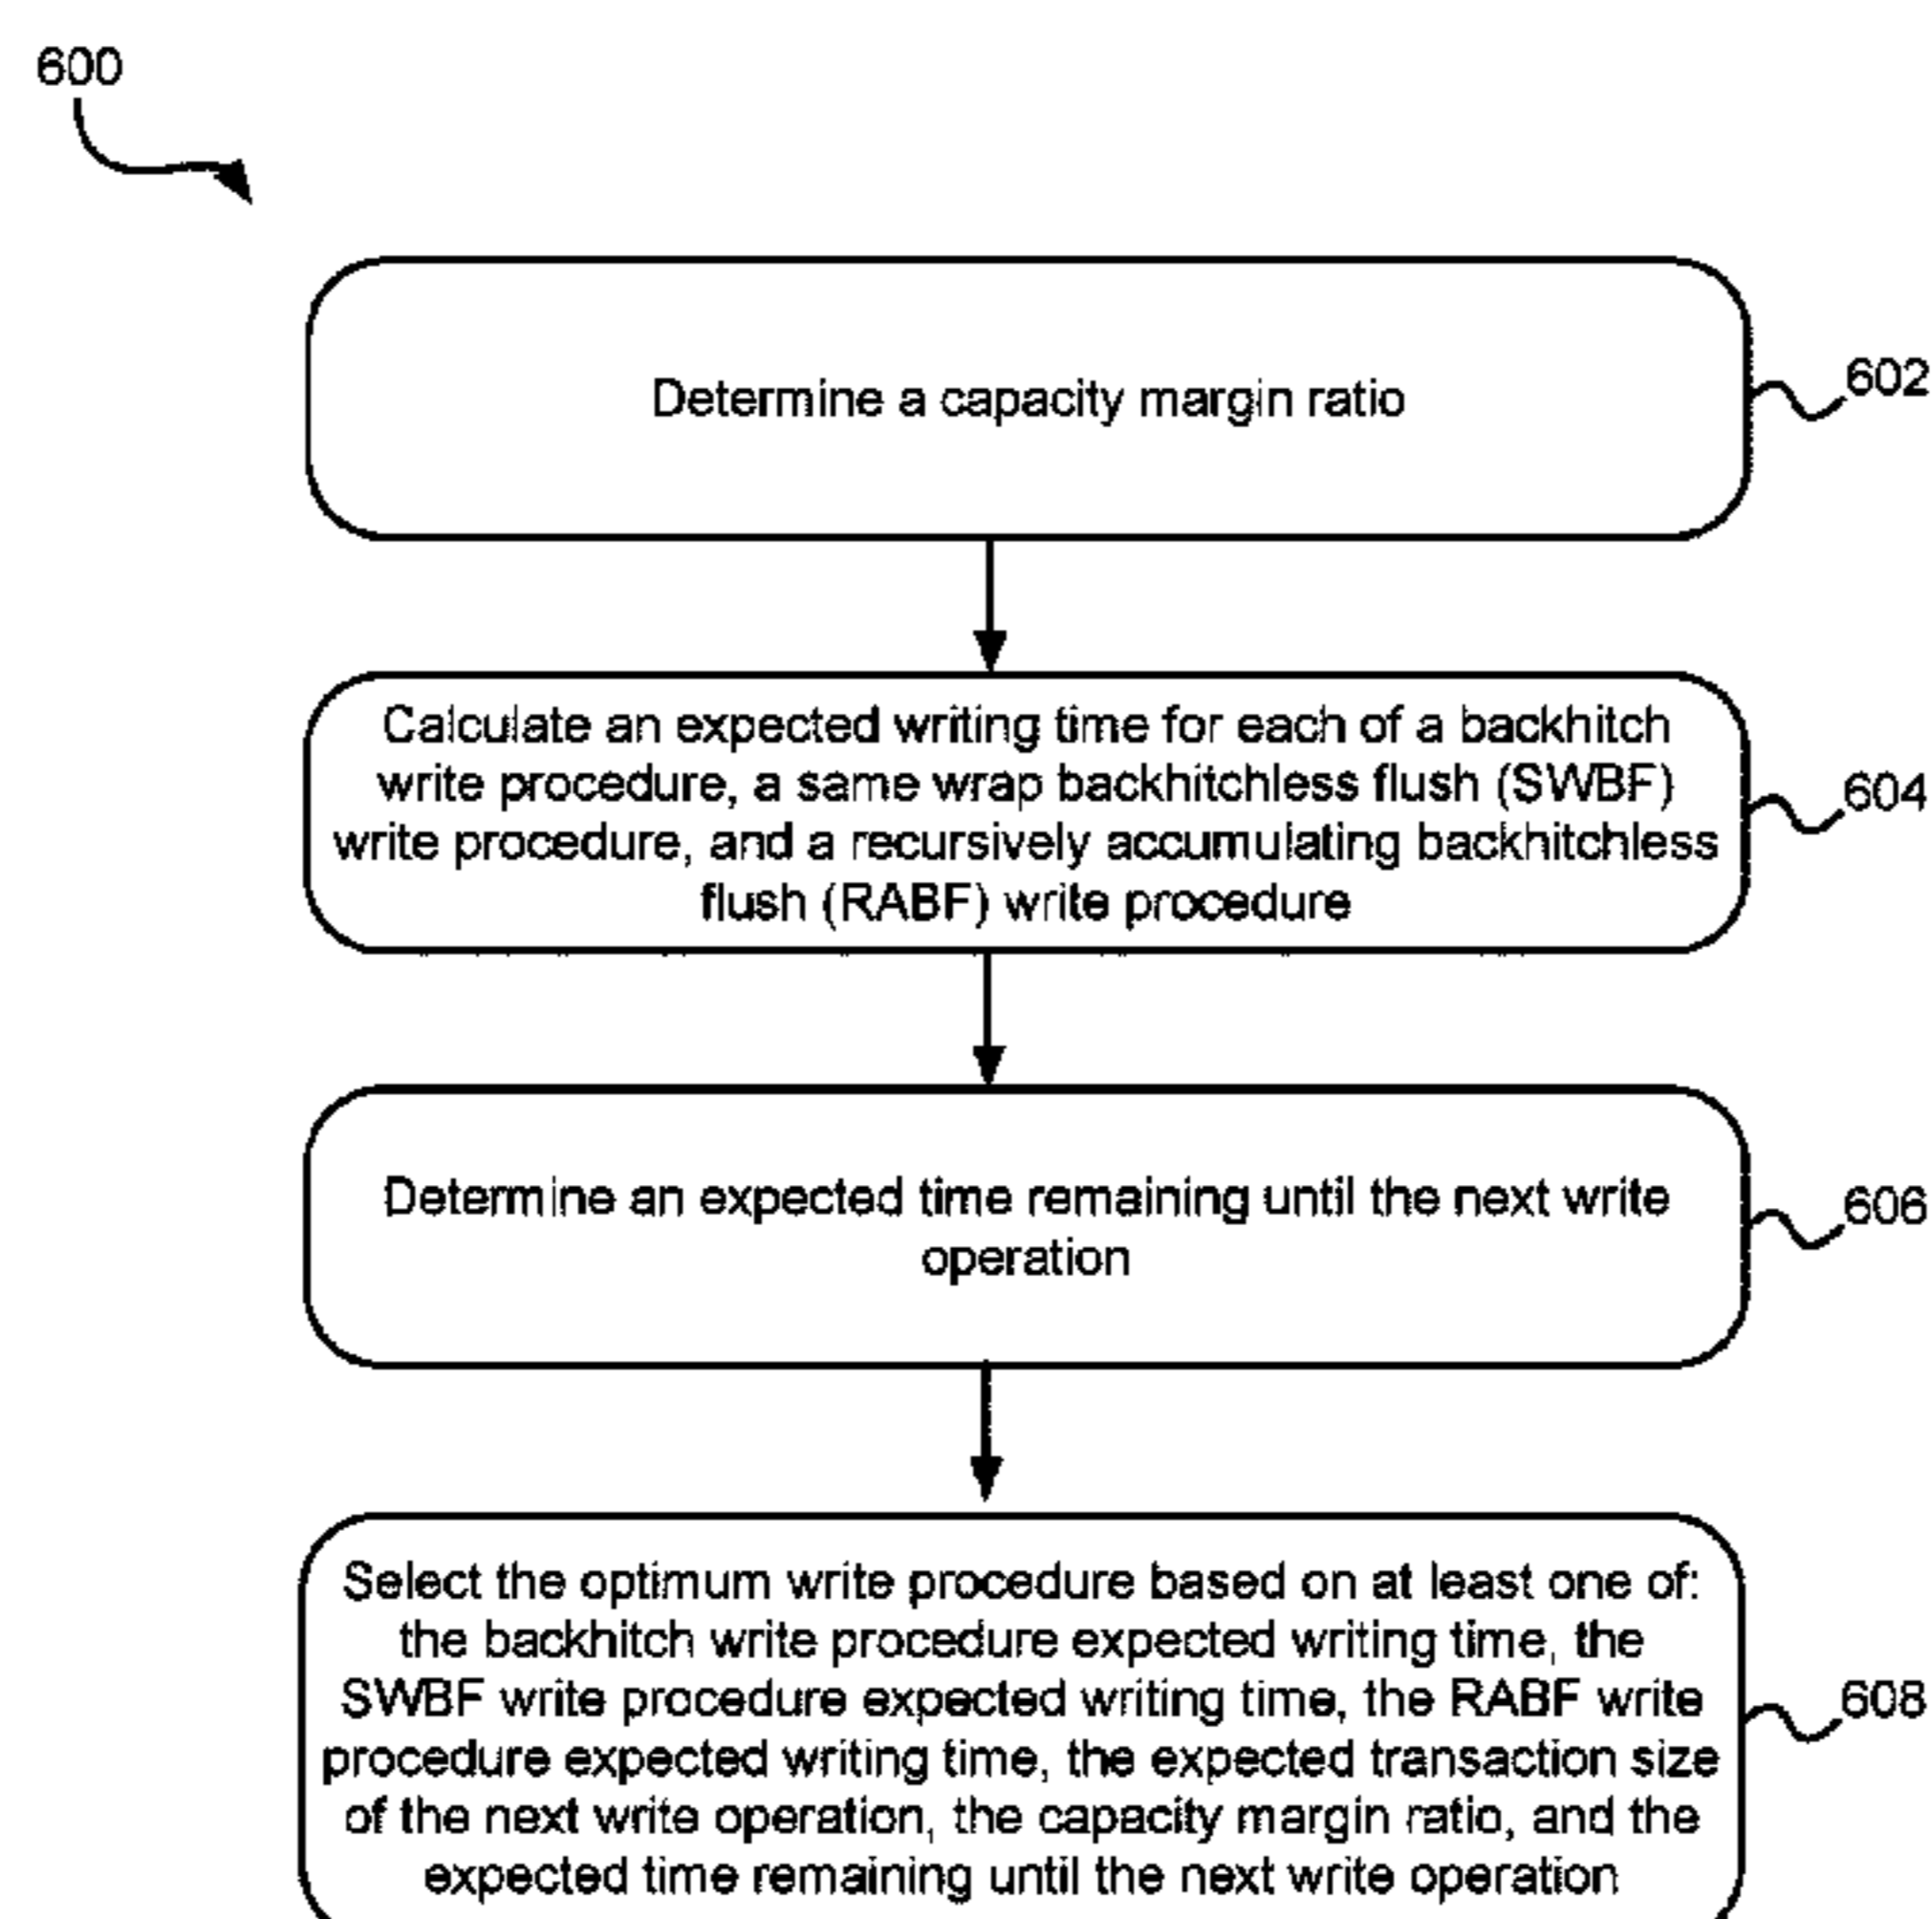 600
Determine a capacity margin ratio
602
Calculate an expected writing time for each of a backhitch
write procedure, a same wrap backhitchless flush (SWBF)
write procedure, and a recursively accumulating backhitchless
flush (RABF) write procedure
604
Determine an expected time remaining until the next write
operation
606
Select the optimum write procedure based on at least one of:
the backhitch write procedure expected writing time, the
SWBF write procedure expected writing time, the RABF write
procedure expected writing time, the expected transaction size
of the next write operation, the capacity margin ratio, and the
expected time remaining until the next write operation
608